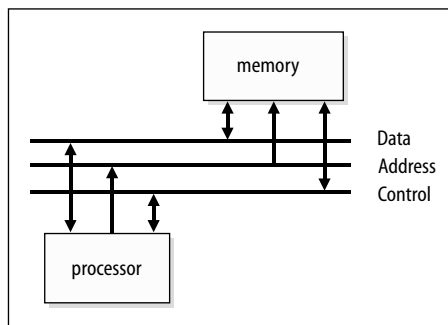 memory
Data
Address
Control
processor